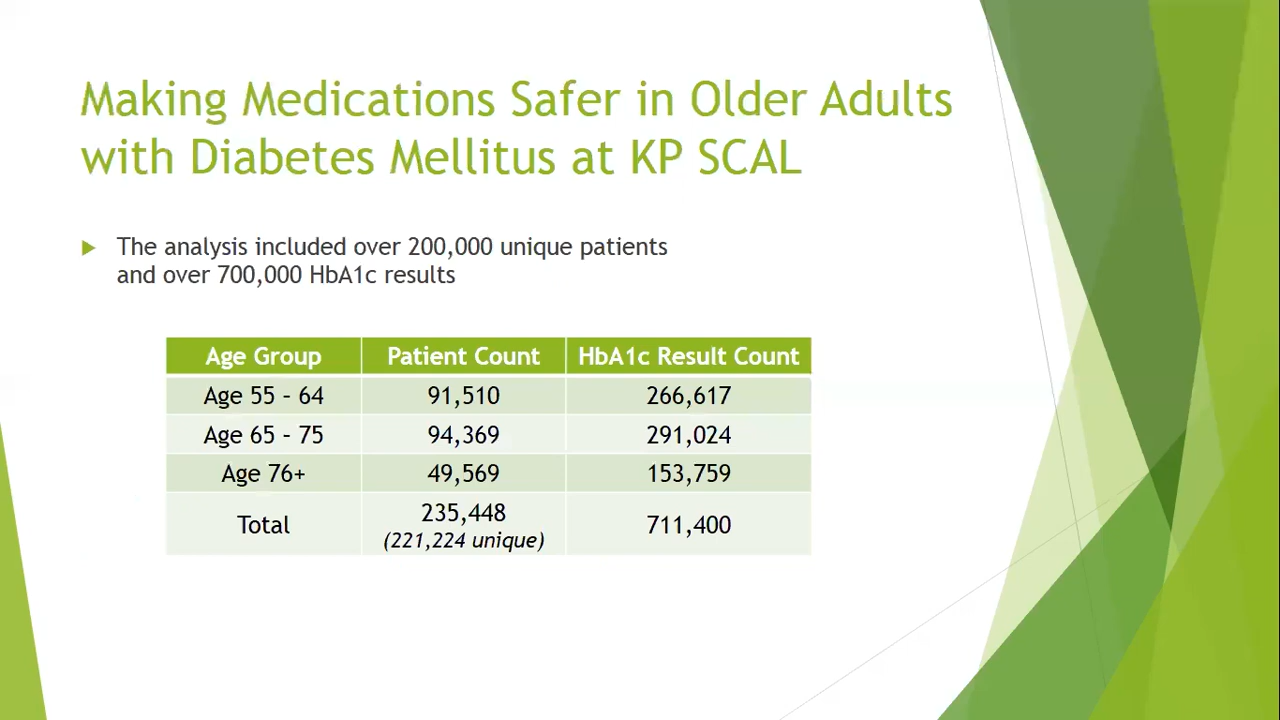 Making Medications Safer in Older Adults
with Diabetes Mellitus at KP SCAL
The analysis included over 200,000 unique patients
and over 700,000 HbA1c results
Age Group Patient Count HbA1c Result Count
Age 55 – 64 91,510 266,617
Age 65 - 75 94,369 291,024
Age 76+ 49,569 153,759
Total 235,448 711,400
(221,224 unique)